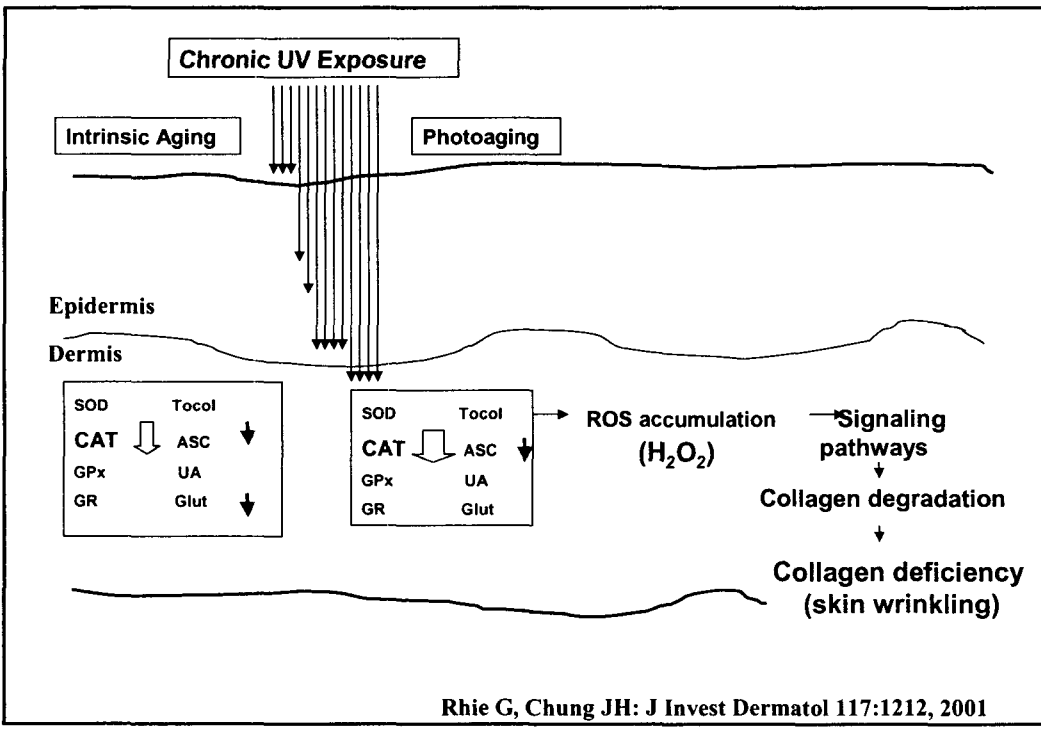 Chronic UV Exposure
Intrinsic Aging
Photoaging
Epidermis
Dermis
SOD Tocol
CAT ASC
GPx UA
GR Glut
SOD Tocol
CAT ASC
GPx UA
GR Glut
ROS accumulation
(H₂O₂)
Signaling
pathways
Collagen degradation
Collagen deficiency
(skin wrinkling)
Rhie G, Chung JH: J Invest Dermatol 117:1212, 2001